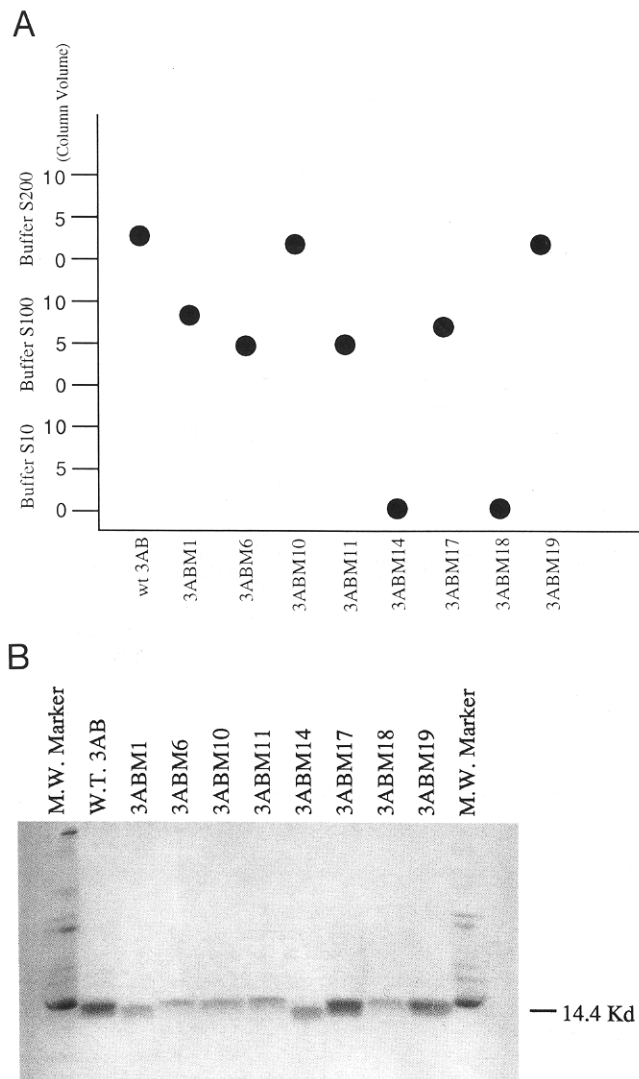 A
(Column Volume)
Buffer S200
10
5
0
Buffer S100
10
5
0
Buffer S10
10
5
0
wt 3AB
3ABM1
3ABM6
3ABM10
3ABM11
3ABM14
3ABM17
3ABM18
3ABM19
B
M.W. Marker
W.T. 3AB
3ABM1
3ABM6
3ABM10
3ABM11
3ABM14
3ABM17
3ABM18
3ABM19
M.W. Marker
14.4 Kd